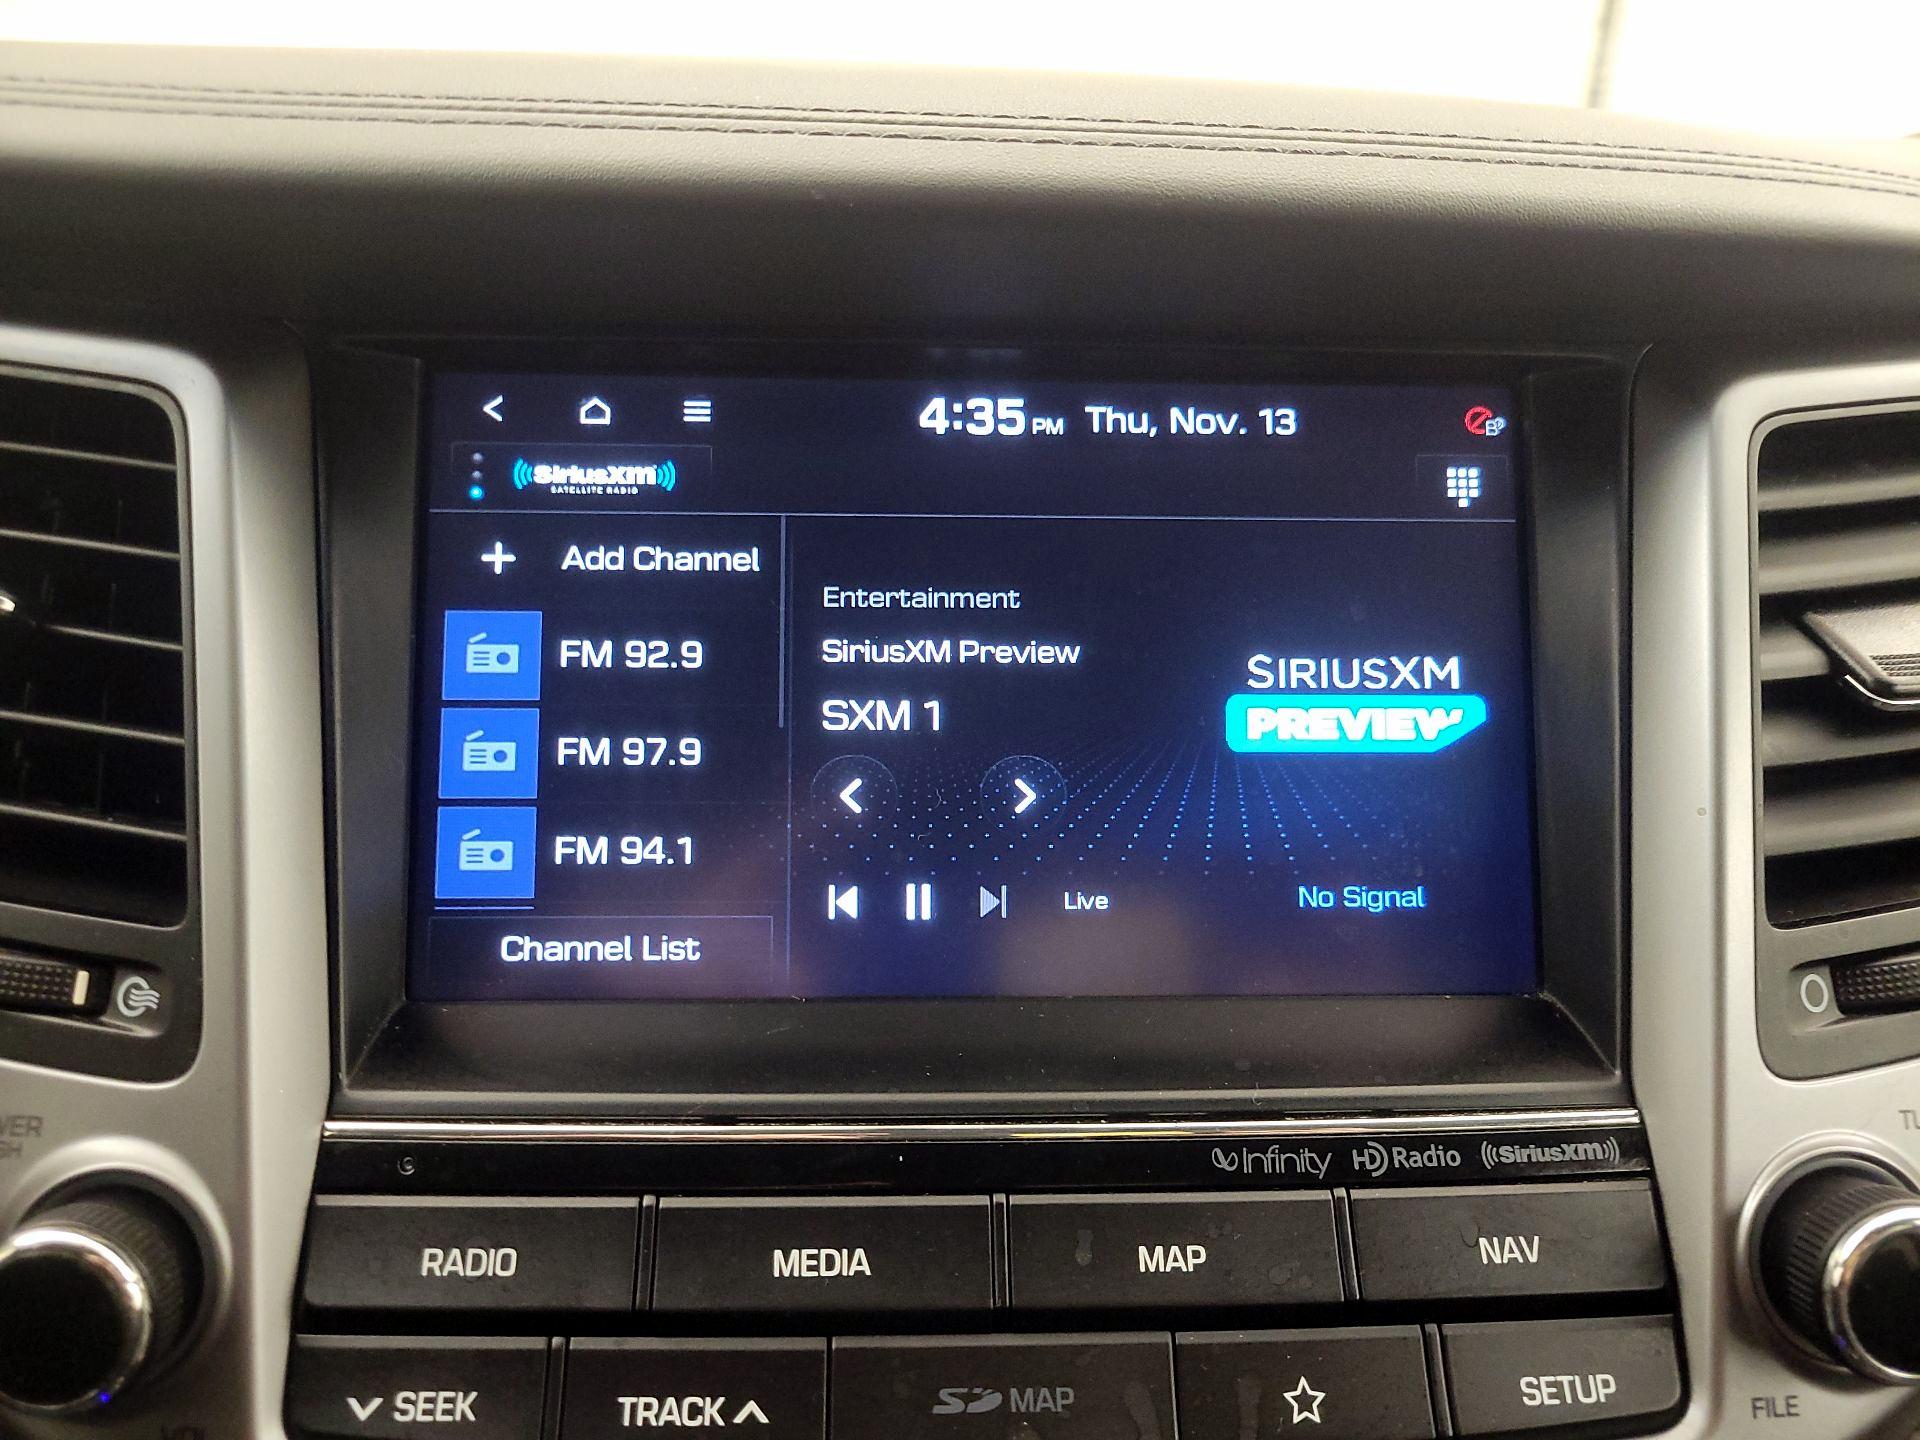 4:35 PM Thu, Nov. 13
SiriusXM
SATELLITE RADIO
Add Channel
FM 92.9
FM 97.9
FM 94.1
Channel List
Entertainment
SiriusXM Preview
SXM 1
Live
No Signal
SIRIUSXM
PREVIEW
Infinity HD Radio SiriusXM
RADIO MEDIA MAP NAV
SEEK TRACK SD MAP SETUP
FILE